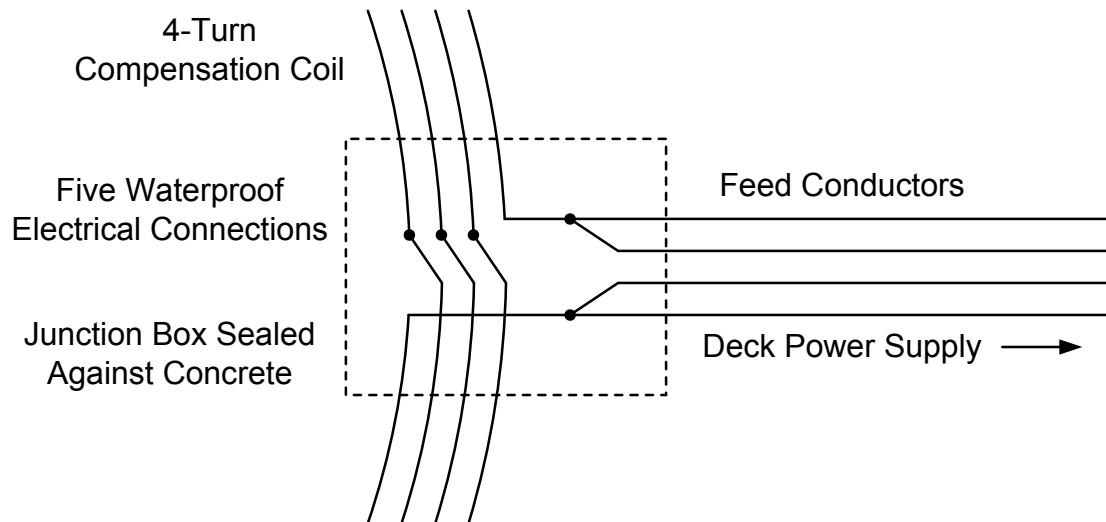 4-Turn
Compensation Coil
Five Waterproof
Electrical Connections
Feed Conductors
Junction Box Sealed
Against Concrete
Deck Power Supply